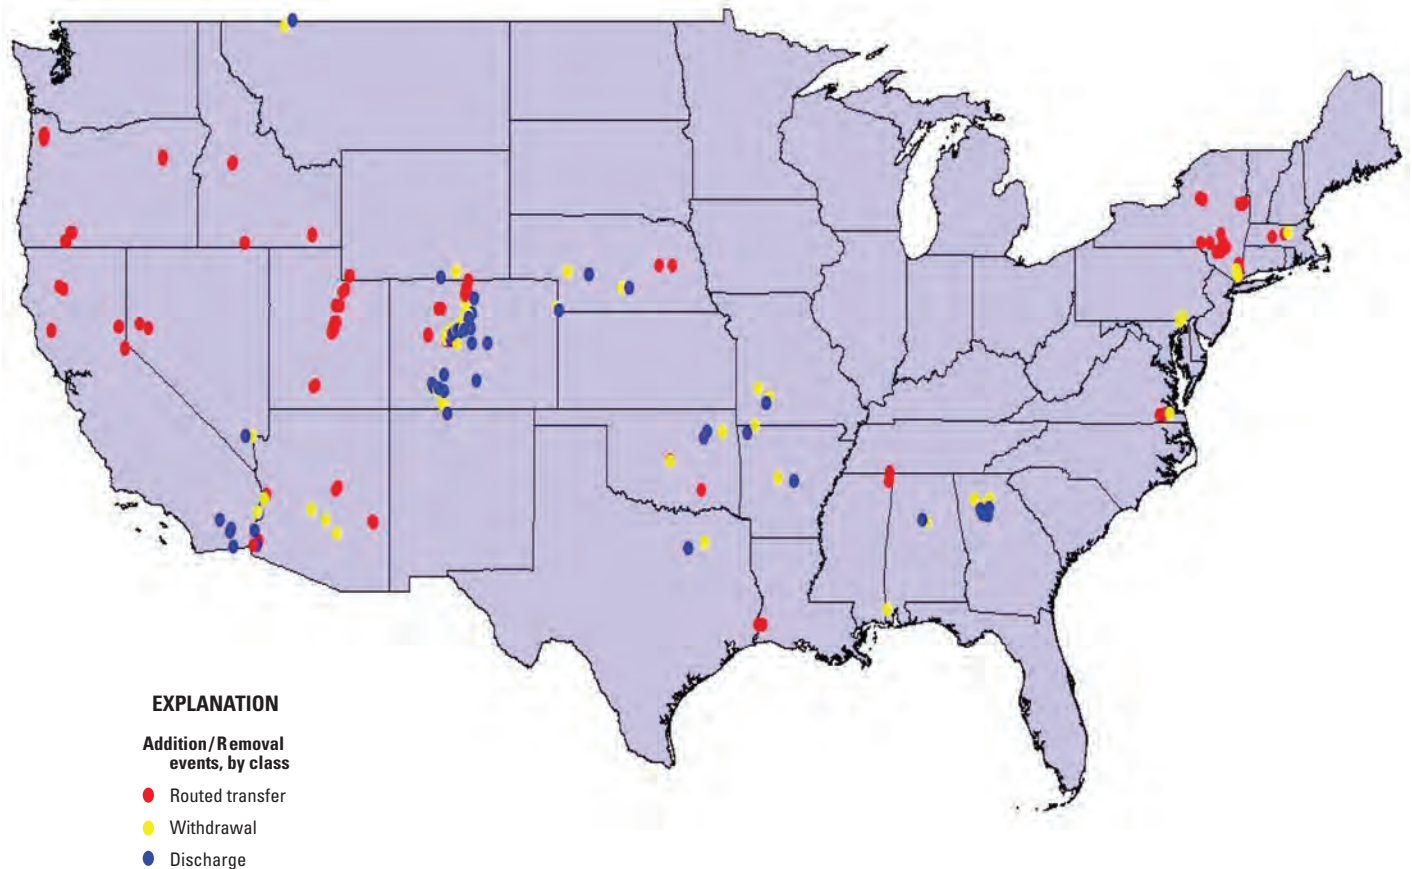 EXPLANATION
Addition/Removal
events, by class
Routed transfer
Withdrawal
Discharge